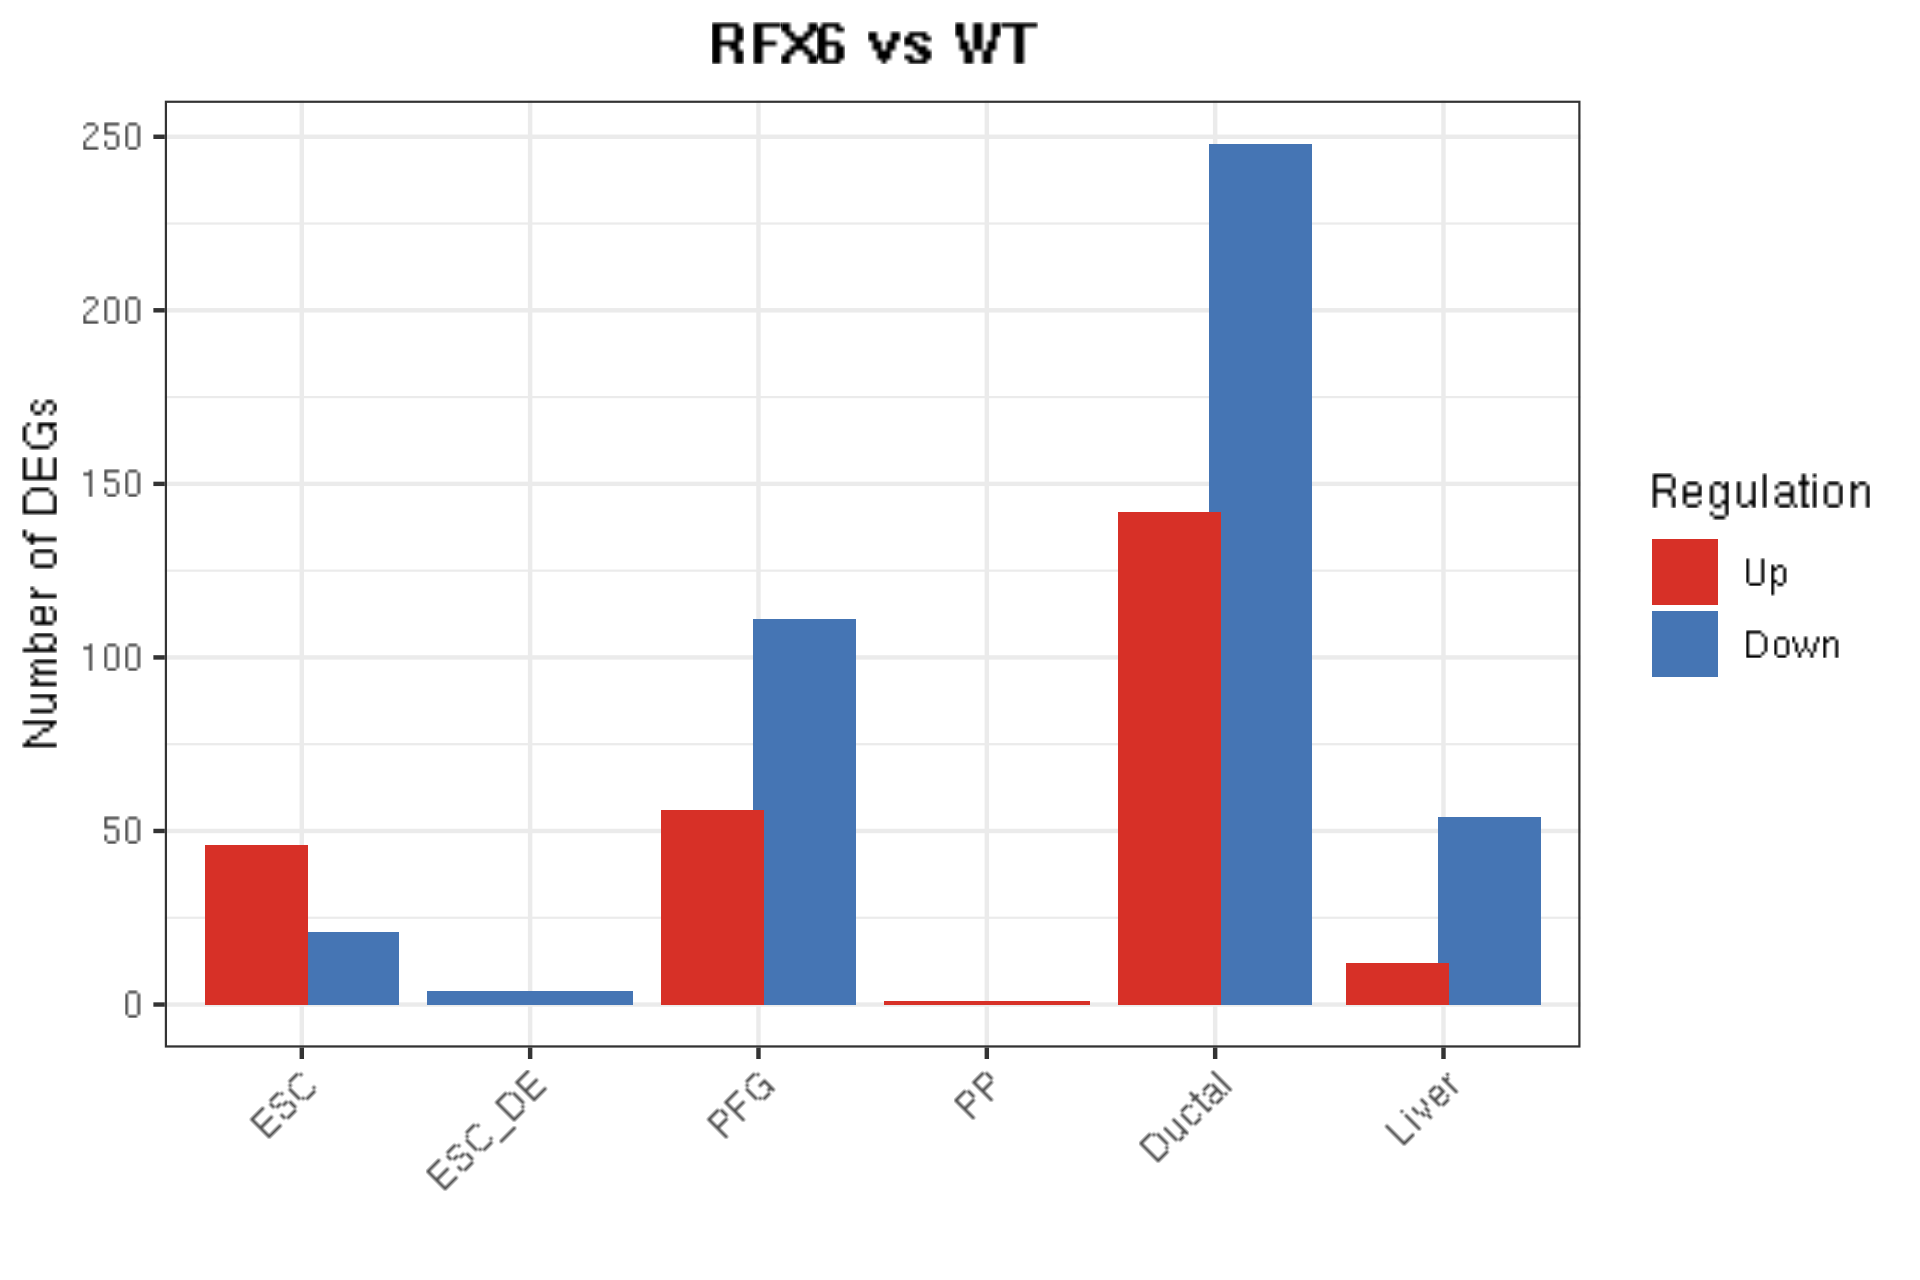 RFX6 vs WT
Number of DEGs
250
200
150
100
50
0
ESC
ESC_DE
PFG
PP
Ductal
Liver
Regulation
Up
Down